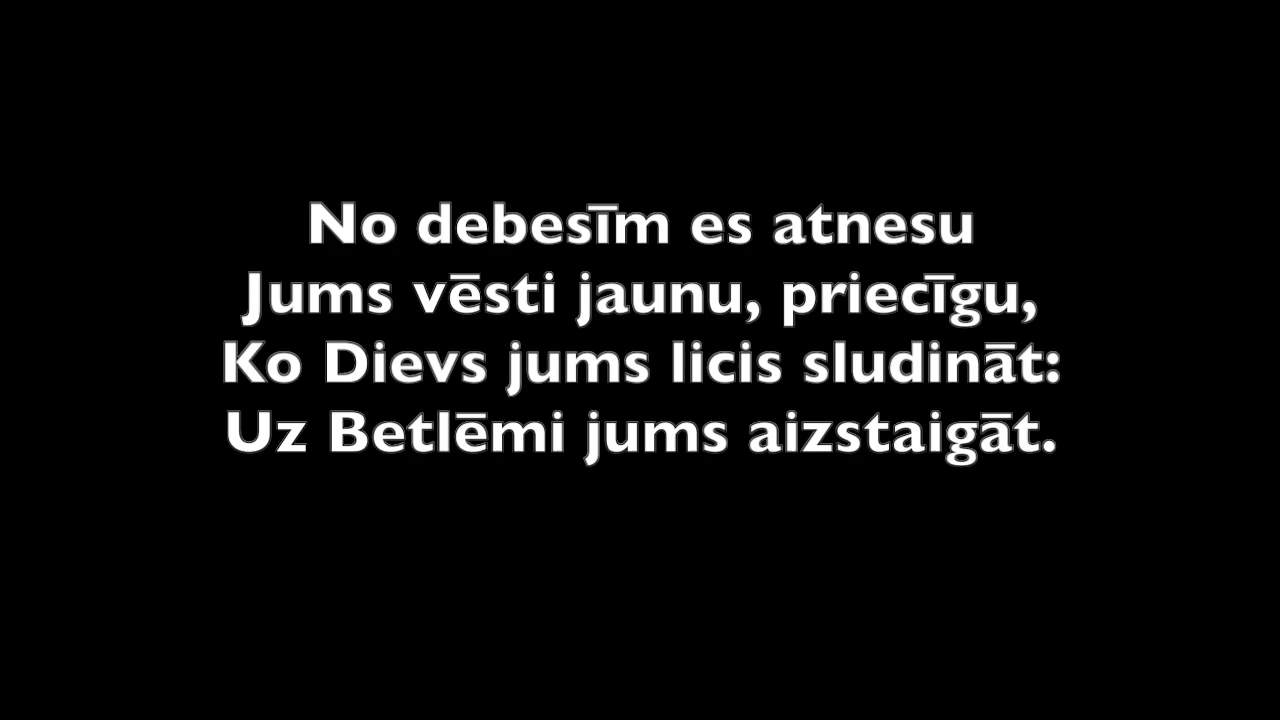 No debesīm es atnesu
Jums vēsti jaunu, priecīgu,
Ko Dievs jums licis sludināt:
Uz Betlēmi jums aizstaigāt.